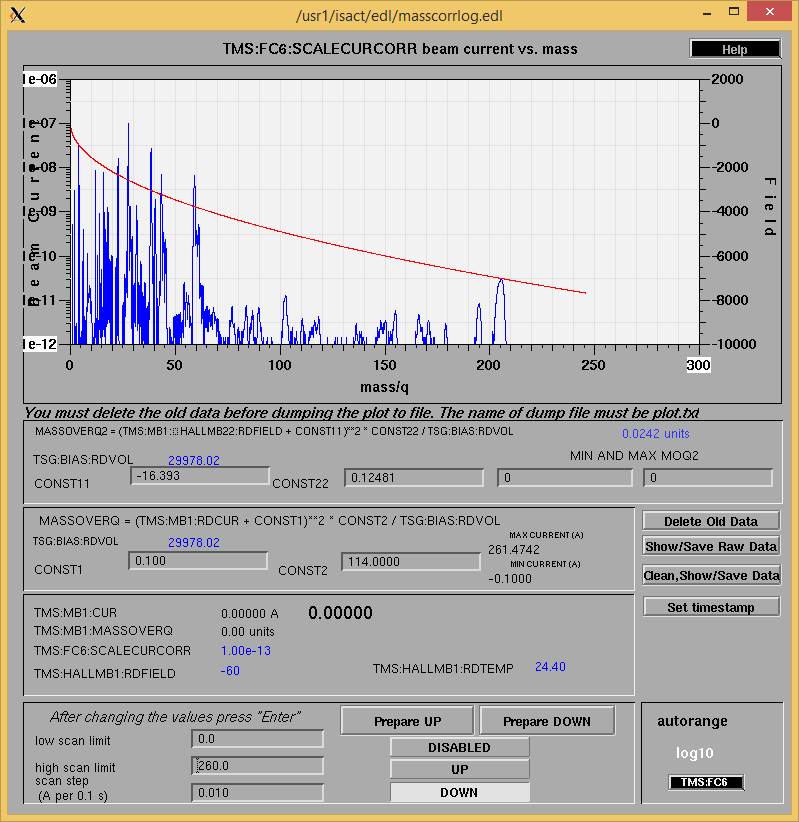 /usr1/isact/edl/masscorrlog.edl
TMS:FC6:SCALECURCORR beam current vs. mass
Help
1e-06
1e-07
1e-08
1e-09
1e-10
1e-11
1e-12
Beam Current
2000
0
-2000
-4000
-6000
-8000
-10000
Field
0 50 100 150 200 250 300
mass/q
You must delete the old data before dumping the plot to file. The name of dump file must be plot.txt
MASSOVERQ2 = (TMS:MB1: HALLMB22:RDFIELD + CONST11)**2 * CONST22 / TSG:BIAS:RDVOL
0.0242 units
TSG:BIAS:RDVOL 29978.02
MIN AND MAX MOQ2
CONST11 -16.393 CONST22 0.12481 0 0
MASSOVERQ = (TMS:MB1:RDCUR + CONST1)**2 * CONST2 / TSG:BIAS:RDVOL
TSG:BIAS:RDVOL 29978.02
MAX CURRENT (A)
261.4742
MIN CURRENT (A)
-0.1000
CONST1 0.100 CONST2 114.0000
Delete Old Data
Show/Save Raw Data
Clean,Show/Save Data
Set timestamp
TMS:MB1:CUR 0.00000 A 0.00000
TMS:MB1:MASSOVERQ 0.00 units
TMS:FC6:SCALECURCORR 1.00e-13
TMS:HALLMB1:RDFIELD -60
TMS:HALLMB1:RDTEMP 24.40
After changing the values press "Enter"
low scan limit 0.0
high scan limit 260.0
scan step
(A per 0.1 s) 0.010
Prepare UP
Prepare DOWN
DISABLED
UP
DOWN
autorange
log10
TMS:FC6